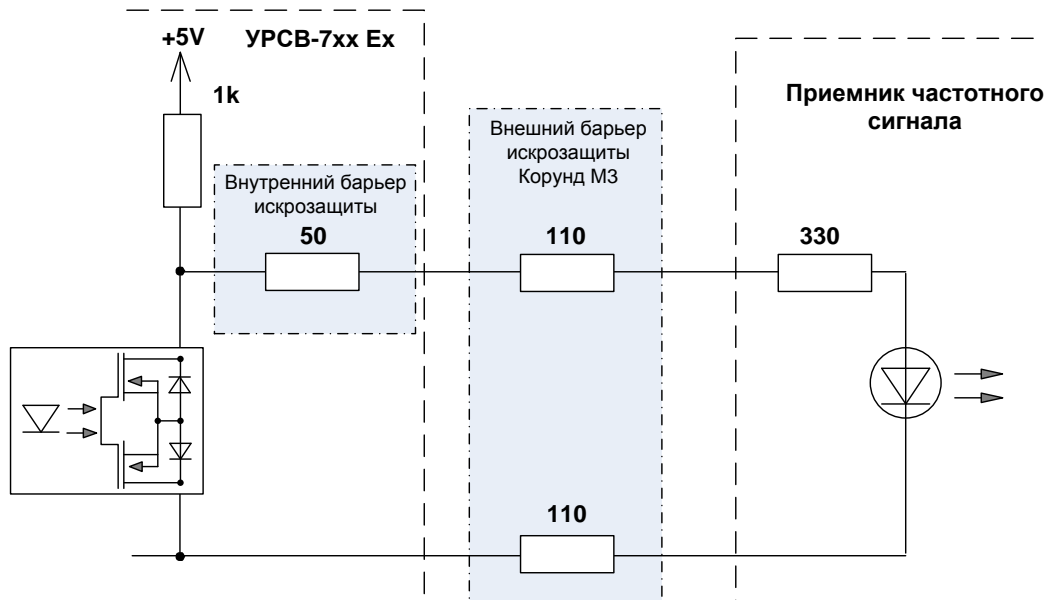 +5V
УРСВ-7xx Ex
1k
Приемник частотного
сигнала
Внешний барьер
искрозащиты
Корунд М3
Внутренний барьер
искрозащиты
50
110
330
110